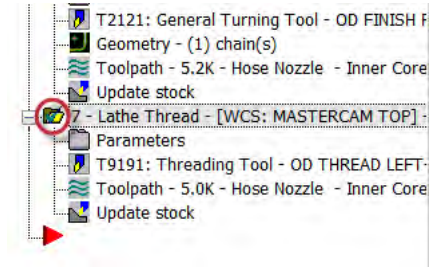 T2121: General Turning Tool - OD FINISH F
Geometry - (1) chain(s)
Toolpath - 5.2K - Hose Nozzle - Inner Core
Update stock
7 - Lathe Thread - [WCS: MASTERCAM TOP] -
Parameters
T9191: Threading Tool - OD THREAD LEFT-
Toolpath - 5.0K - Hose Nozzle - Inner Core
Update stock